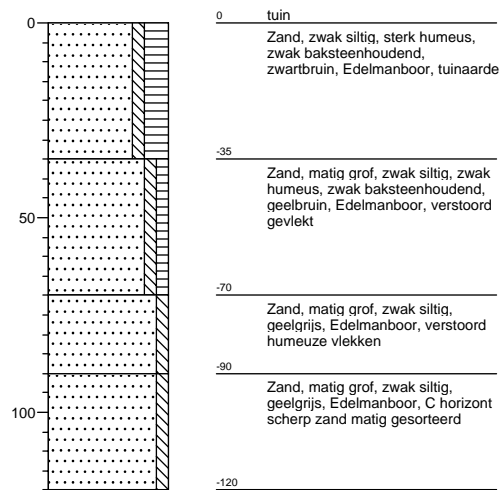 0
0
tuin
Zand, zwak siltig, sterk humeus,
zwak baksteenhoudend,
zwartbruin, Edelmanboor, tuinaarde
-35
Zand, matig grof, zwak siltig, zwak
humeus, zwak baksteenhoudend,
geelbruin, Edelmanboor, verstoord
gevlekt
50
-70
Zand, matig grof, zwak siltig,
geelgrijs, Edelmanboor, verstoord
humeuze vlekken
-90
Zand, matig grof, zwak siltig,
geelgrijs, Edelmanboor, C horizont
scherp zand matig gesorteerd
100
-120